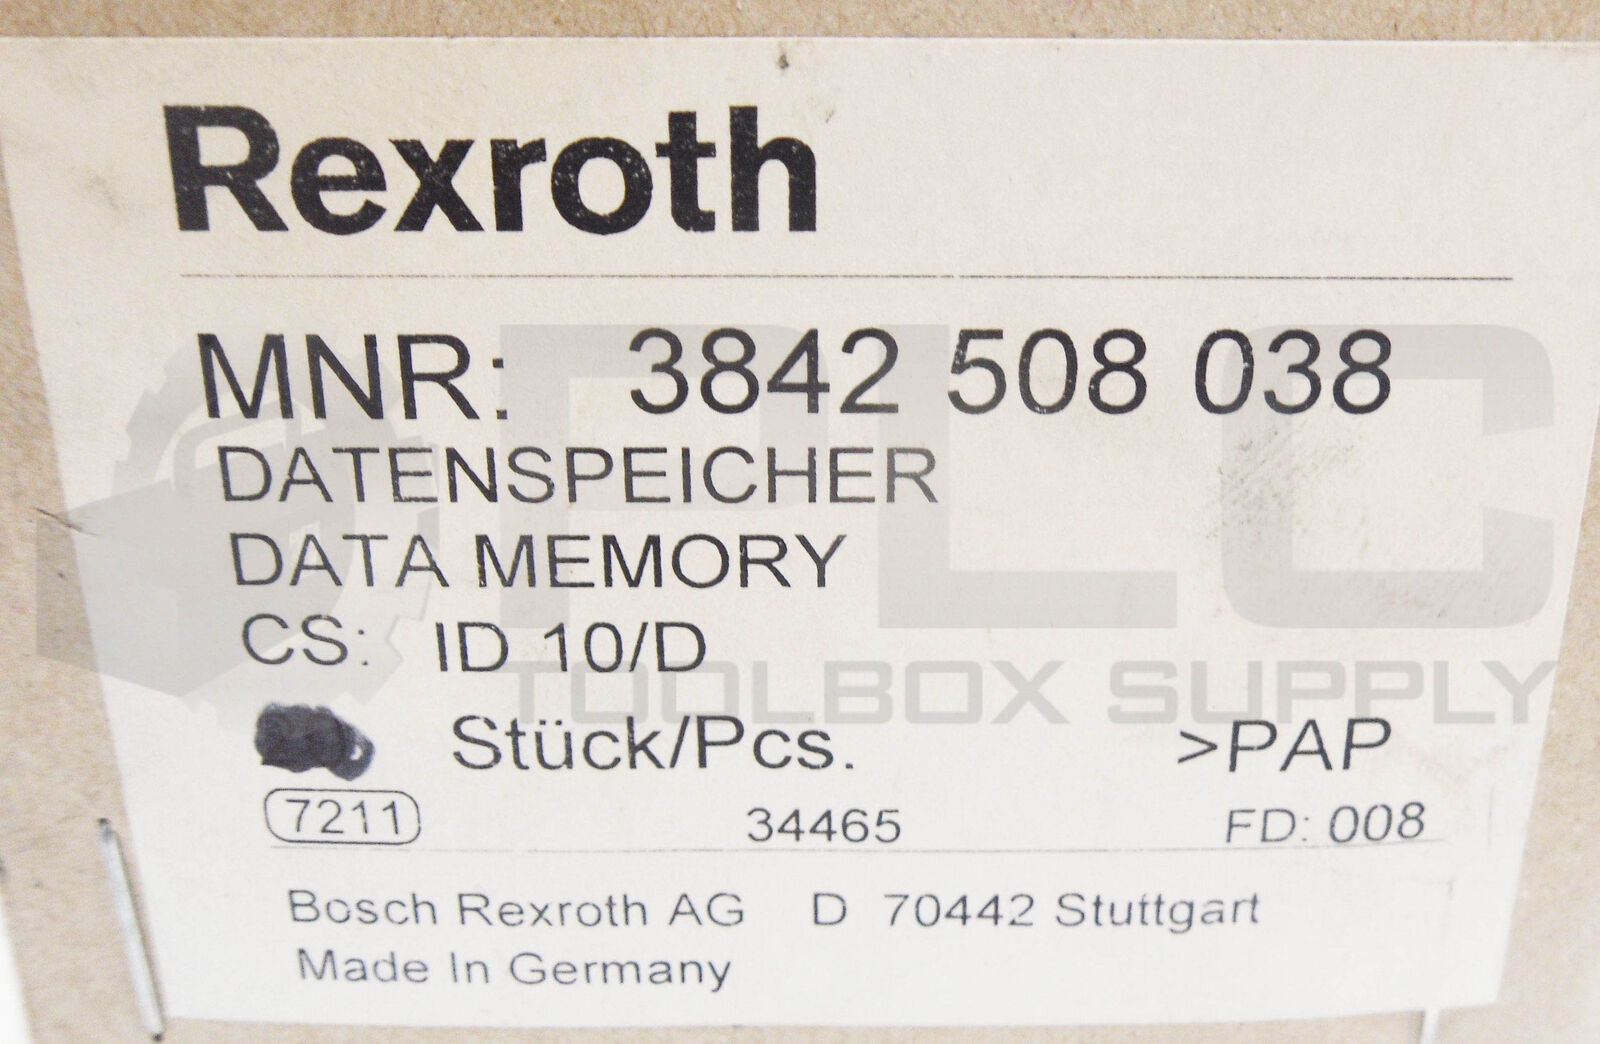 Rexroth
MNR: 3842 508 038
DATENSPEICHER
DATA MEMORY
CS: ID 10/D
Stück/Pcs. >PAP
7211 34465 FD: 008
Bosch Rexroth AG D 70442 Stuttgart
Made In Germany
PLC
TOOLBOX SUPPLY